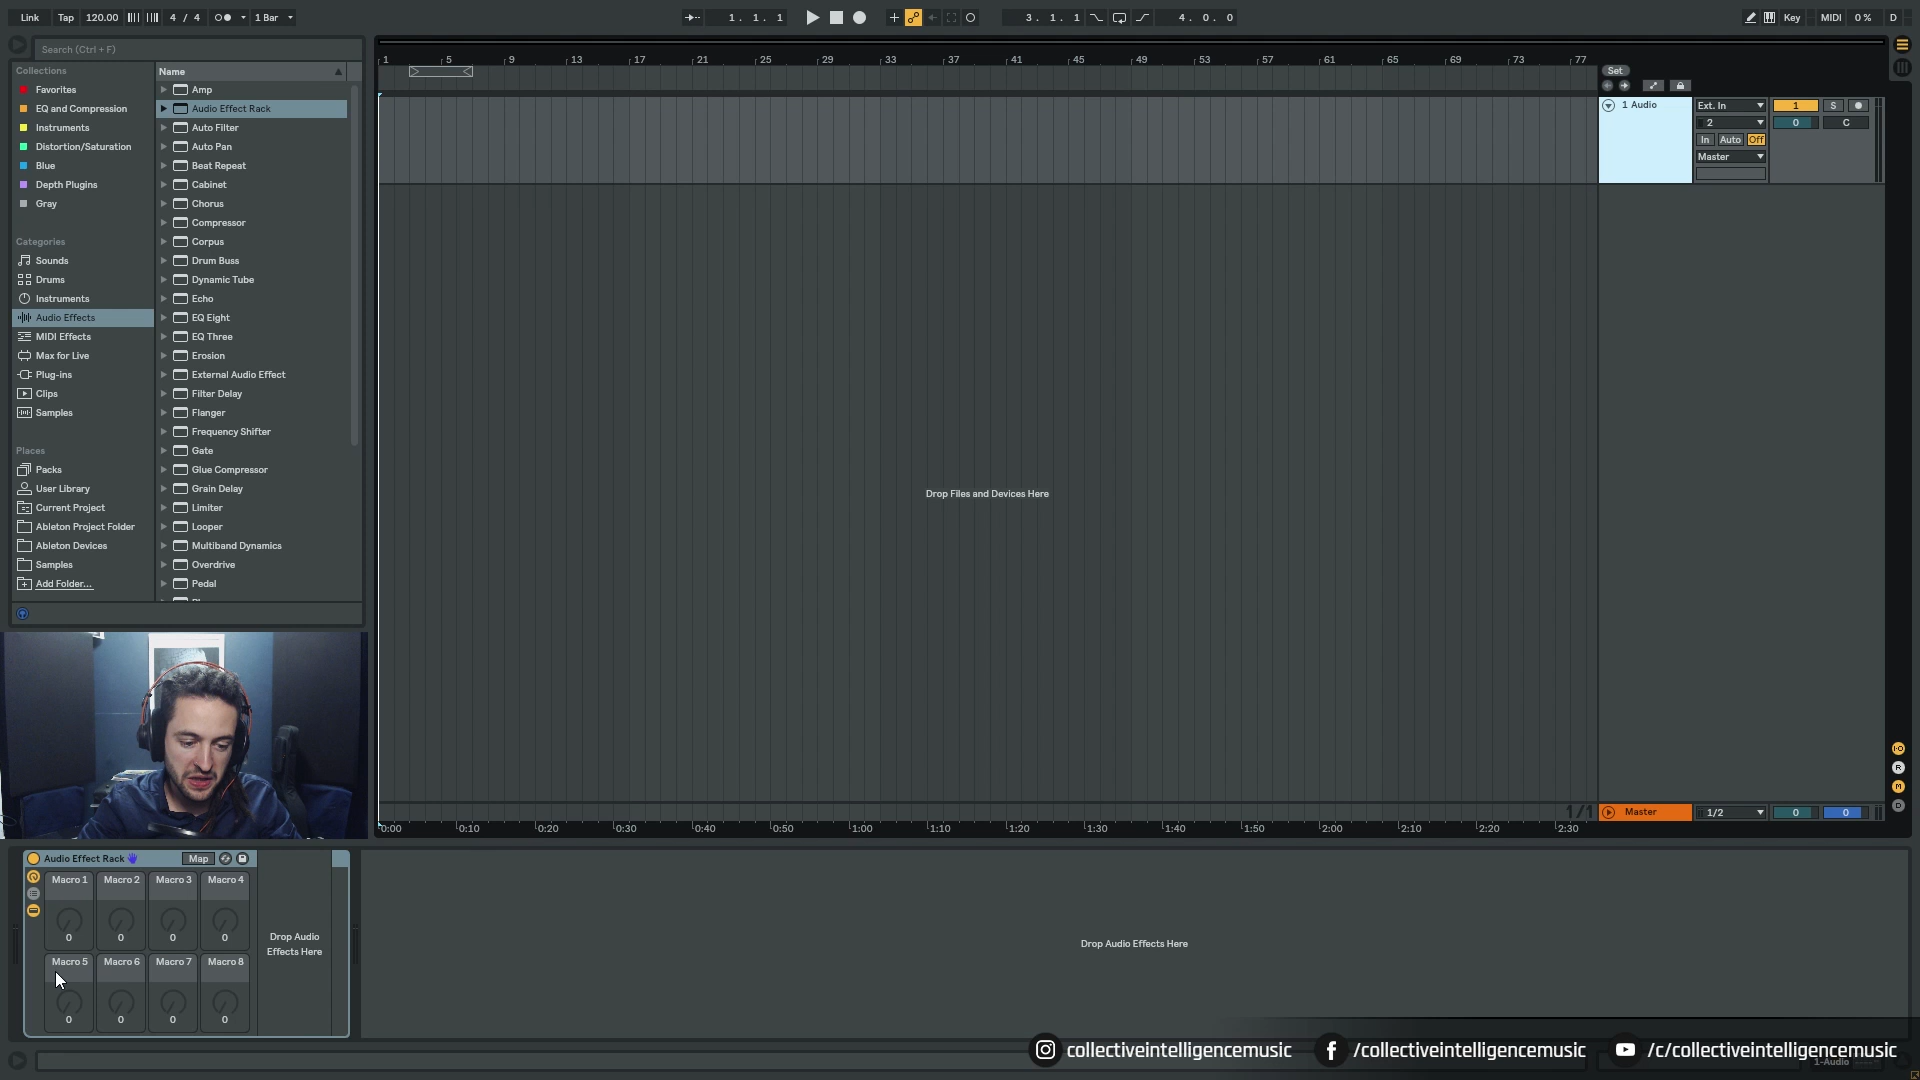 Link Tap 120.00 4 / 4 1 Bar 1. 1. 1 3. 1. 1 4. 0. 0 Key MIDI 0 % D
Search (Ctrl + F)
Collections
Favorites
EQ and Compression
Instruments
Distortion/Saturation
Blue
Depth Plugins
Gray
Categories
Sounds
Drums
Instruments
Audio Effects
MIDI Effects
Max for Live
Plug-ins
Clips
Samples
Places
Packs
User Library
Current Project
Ableton Project Folder
Ableton Devices
Samples
Add Folder...
Name
Amp
Audio Effect Rack
Auto Filter
Auto Pan
Beat Repeat
Cabinet
Chorus
Compressor
Corpus
Drum Buss
Dynamic Tube
Echo
EQ Eight
EQ Three
Erosion
External Audio Effect
Filter Delay
Flanger
Frequency Shifter
Gate
Glue Compressor
Grain Delay
Limiter
Looper
Multiband Dynamics
Overdrive
Pedal
1 5 9 13 17 21 25 29 33 37 41 45 49 53 57 61 65 69 73 77
Set
1 Audio Ext. In 1 S
2 0 C
In Auto Off
Master
Drop Files and Devices Here
1/1
Master 1/2 0 0
0:00 0:10 0:20 0:30 0:40 0:50 1:00 1:10 1:20 1:30 1:40 1:50 2:00 2:10 2:20 2:30
I·O
R
M
D
Audio Effect Rack Map
Macro 1 Macro 2 Macro 3 Macro 4
0 0 0 0
Macro 5 Macro 6 Macro 7 Macro 8
0 0 0 0
Drop Audio
Effects Here
Drop Audio Effects Here
collectiveintelligencemusic /collectiveintelligencemusic /c/collectiveintelligencemusic
1-Audio